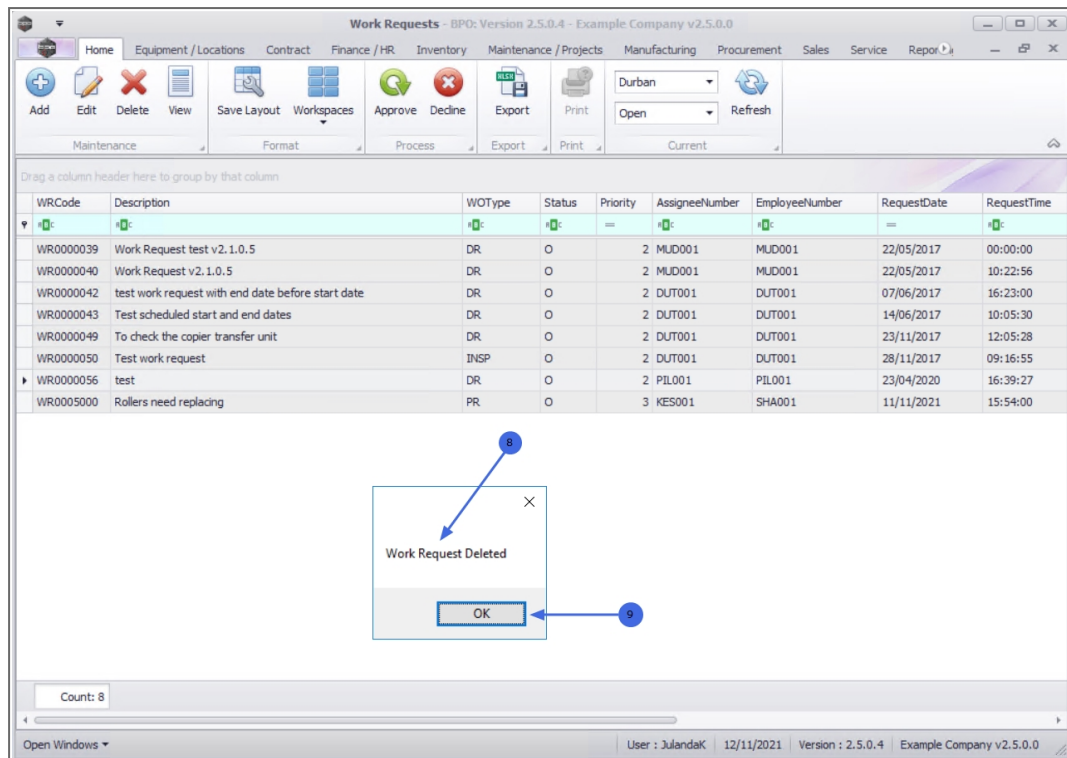 Work Requests - BPO: Version 2.5.0.4 - Example Company v2.5.0.0
Home Equipment / Locations Contract Finance / HR Inventory Maintenance / Projects Manufacturing Procurement Sales Service Repor
Add Edit Delete View Save Layout Workspaces Approve Decline Export Print Durban Open Refresh
Maintenance Format Process Export Print Current
Drag a column header here to group by that column
WRCode Description WOType Status Priority AssigneeNumber EmployeeNumber RequestDate RequestTime
WR0000039 Work Request test v2.1.0.5 DR O 2 MUD001 MUD001 22/05/2017 00:00:00
WR0000040 Work Request v2.1.0.5 DR O 2 MUD001 MUD001 22/05/2017 10:22:56
WR0000042 test work request with end date before start date DR O 2 DUT001 DUT001 07/06/2017 16:23:00
WR0000043 Test scheduled start and end dates DR O 2 DUT001 DUT001 14/06/2017 10:05:30
WR0000049 To check the copier transfer unit DR O 2 DUT001 DUT001 23/11/2017 12:05:28
WR0000050 Test work request INSP O 2 DUT001 DUT001 28/11/2017 09:16:55
WR0000056 test DR O 2 PIL001 PIL001 23/04/2020 16:39:27
WR0005000 Rollers need replacing PR O 3 KES001 SHA001 11/11/2021 15:54:00
8
Work Request Deleted
OK
9
Count: 8
Open Windows User : JulandaK 12/11/2021 Version : 2.5.0.4 Example Company v2.5.0.0